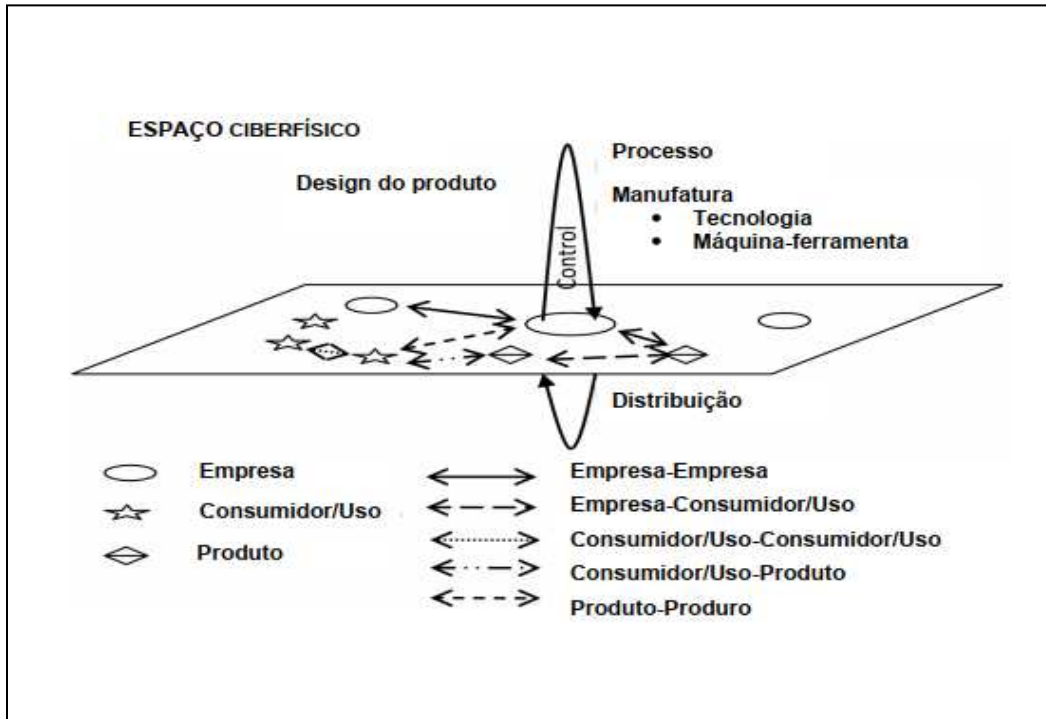 ESPAÇO CIBERFÍSICO
Design do produto
Processo
Manufatura
• Tecnologia
• Máquina-ferramenta
Control
Distribuição
Empresa
Consumidor/Uso
Produto
Empresa-Empresa
Empresa-Consumidor/Uso
Consumidor/Uso-Consumidor/Uso
Consumidor/Uso-Produto
Produto-Produro